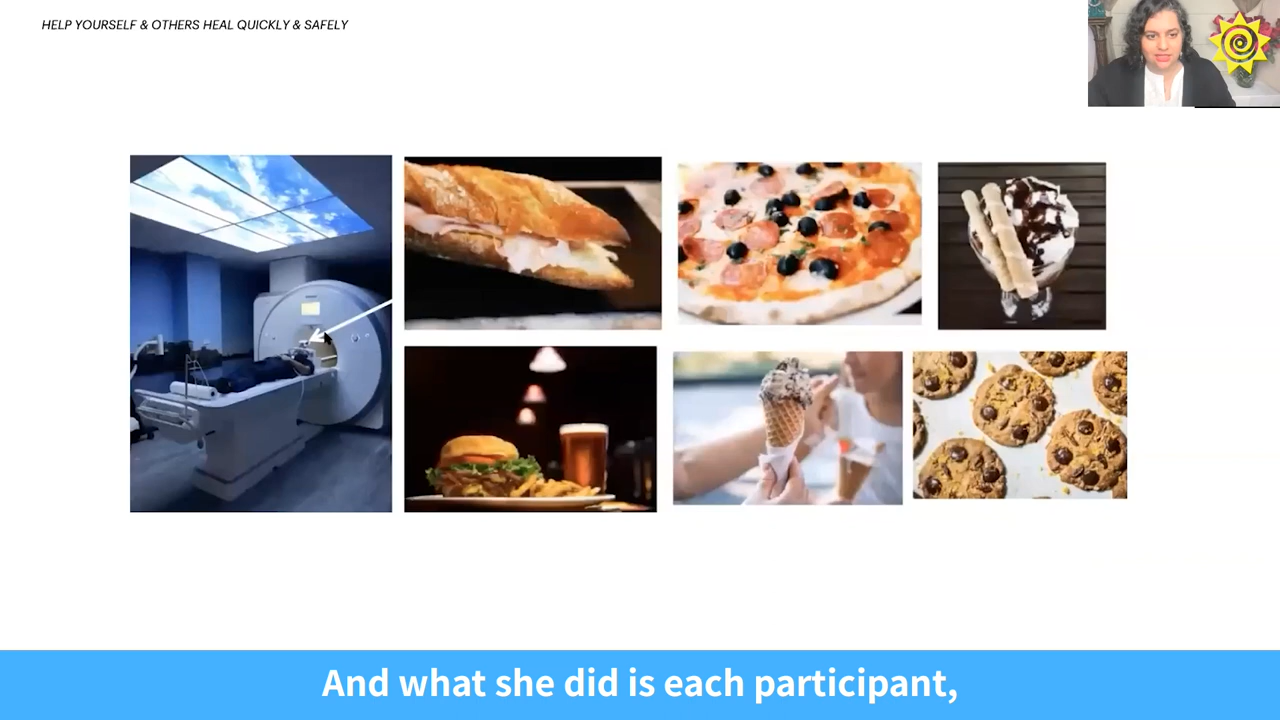 HELP YOURSELF & OTHERS HEAL QUICKLY & SAFELY
And what she did is each participant,